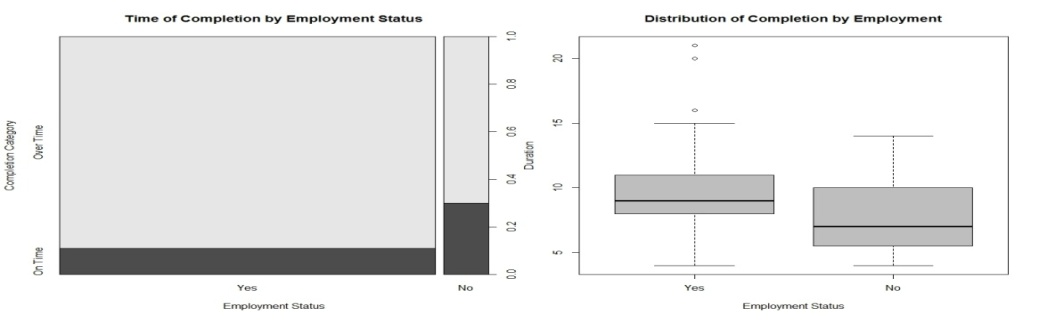 Time of Completion by Employment Status
Completion Category
Over Time
On Time
1.0
0.8
0.6
0.4
0.2
0.0
Yes
No
Employment Status
Distribution of Completion by Employment
Duration
20
15
10
5
Yes
No
Employment Status